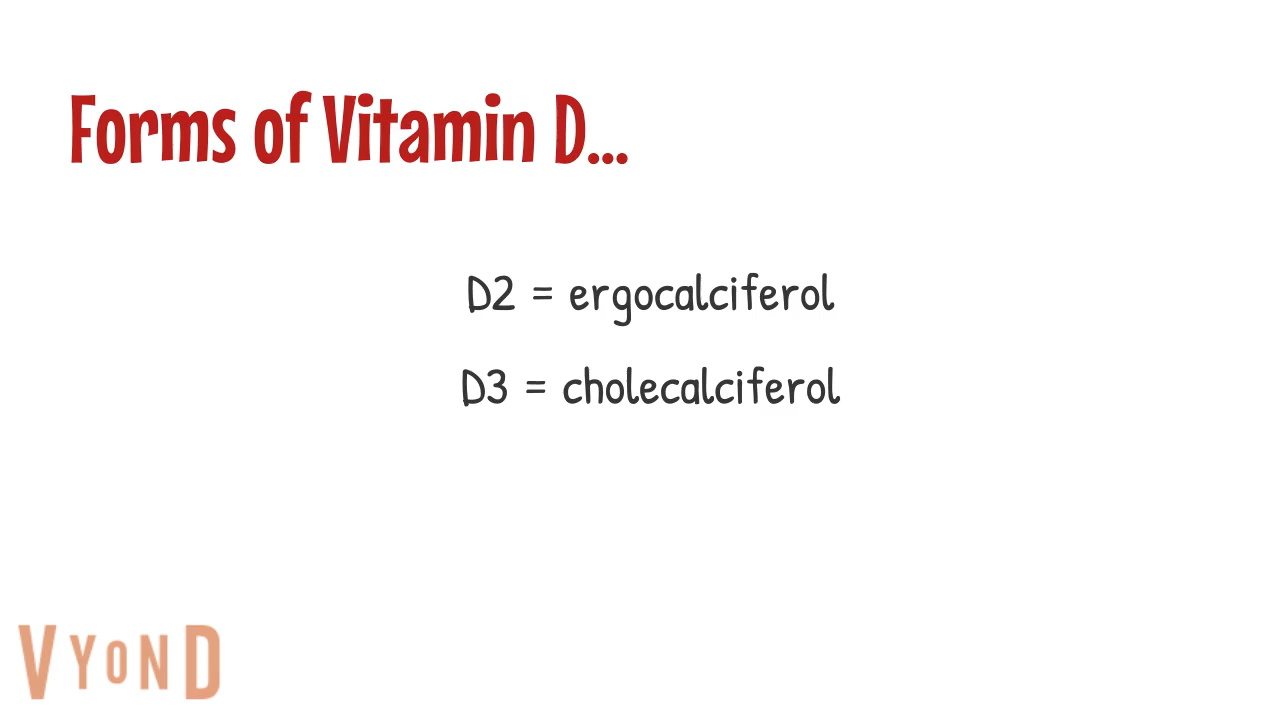 Forms of Vitamin D...
D2 = ergocalciferol
D3 = cholecalciferol
VYOND